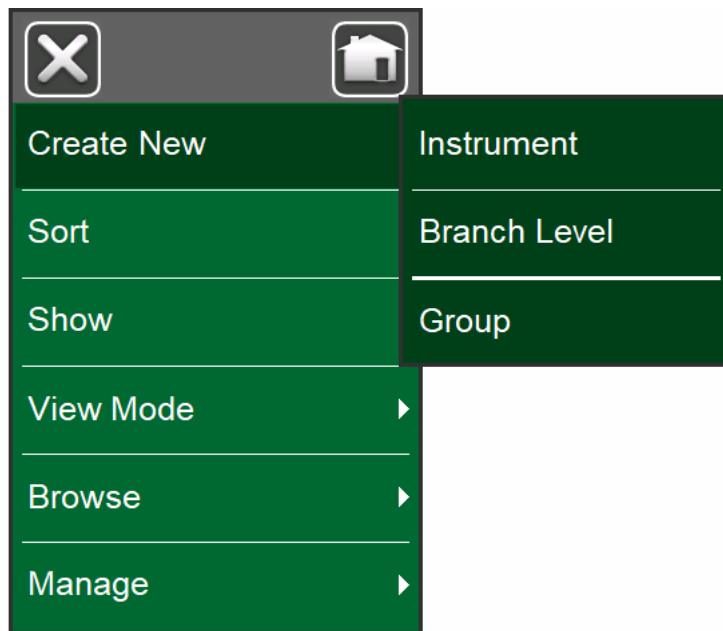 Create New
Sort
Show
View Mode
Browse
Manage
Instrument
Branch Level
Group